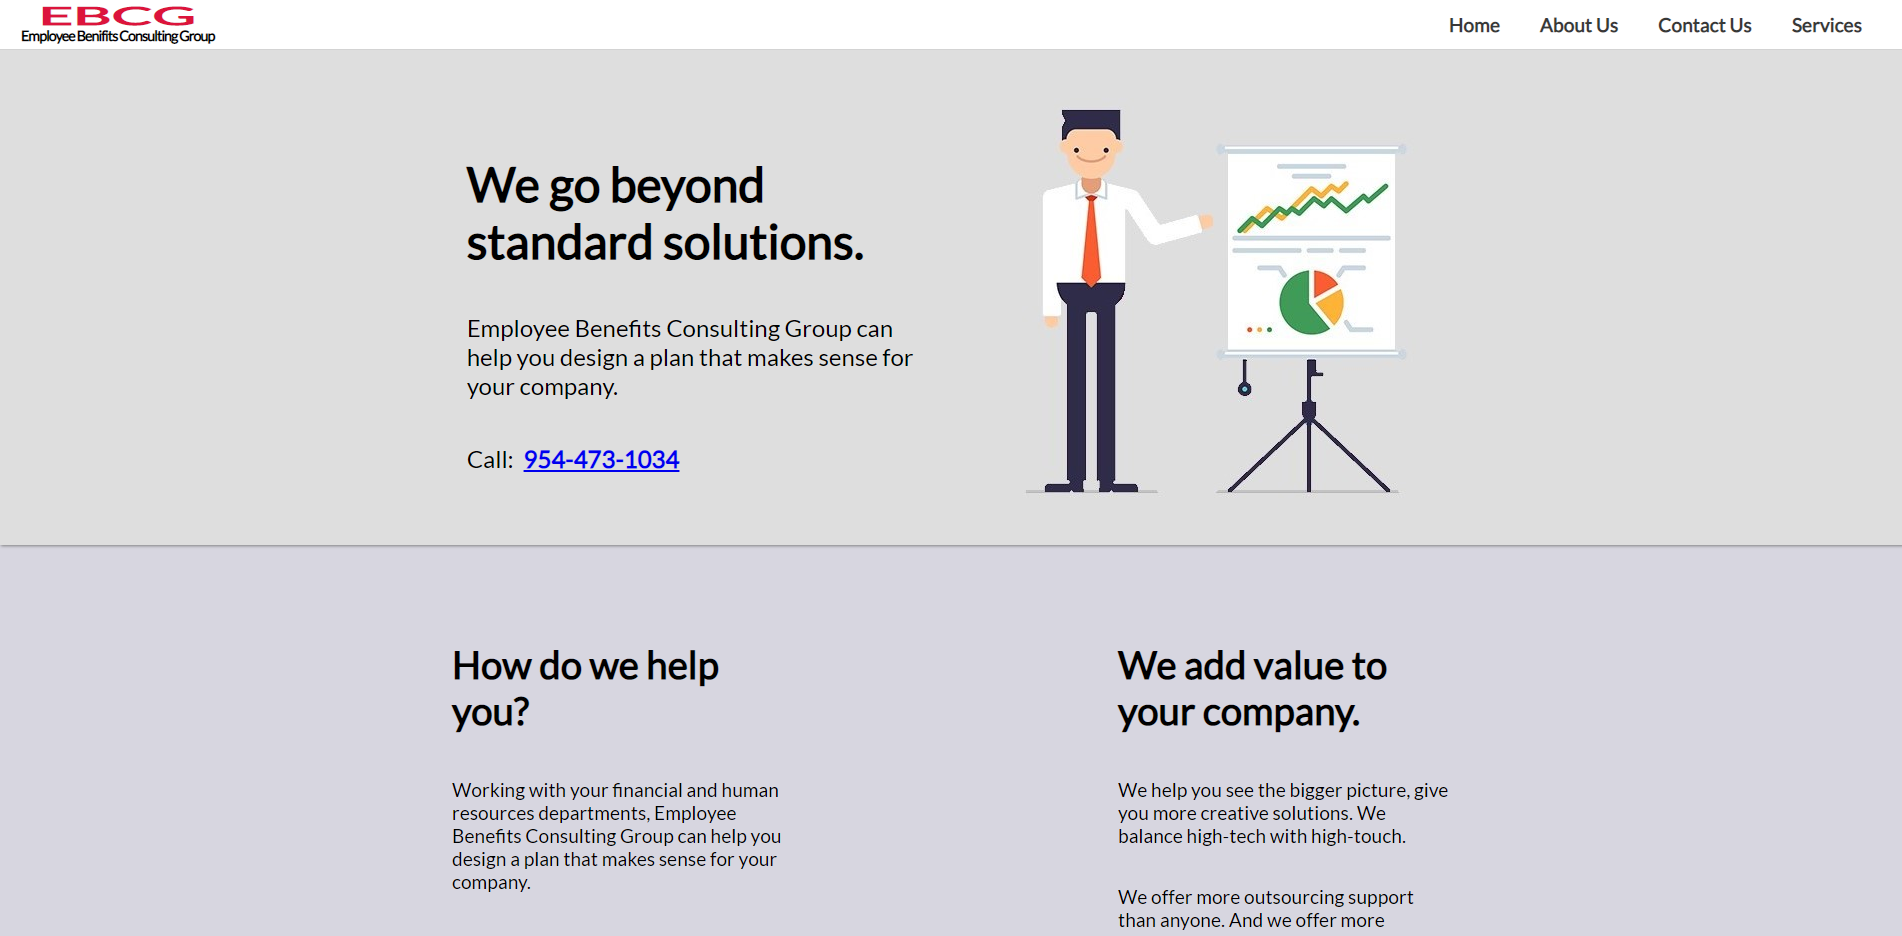 EBCG
Employee Benifits Consulting Group
Home About Us Contact Us Services
We go beyond
standard solutions.
Employee Benefits Consulting Group can
help you design a plan that makes sense for
your company.
Call: 954-473-1034
How do we help
you?
Working with your financial and human
resources departments, Employee
Benefits Consulting Group can help you
design a plan that makes sense for your
company.
We add value to
your company.
We help you see the bigger picture, give
you more creative solutions. We
balance high-tech with high-touch.
We offer more outsourcing support
than anyone. And we offer more